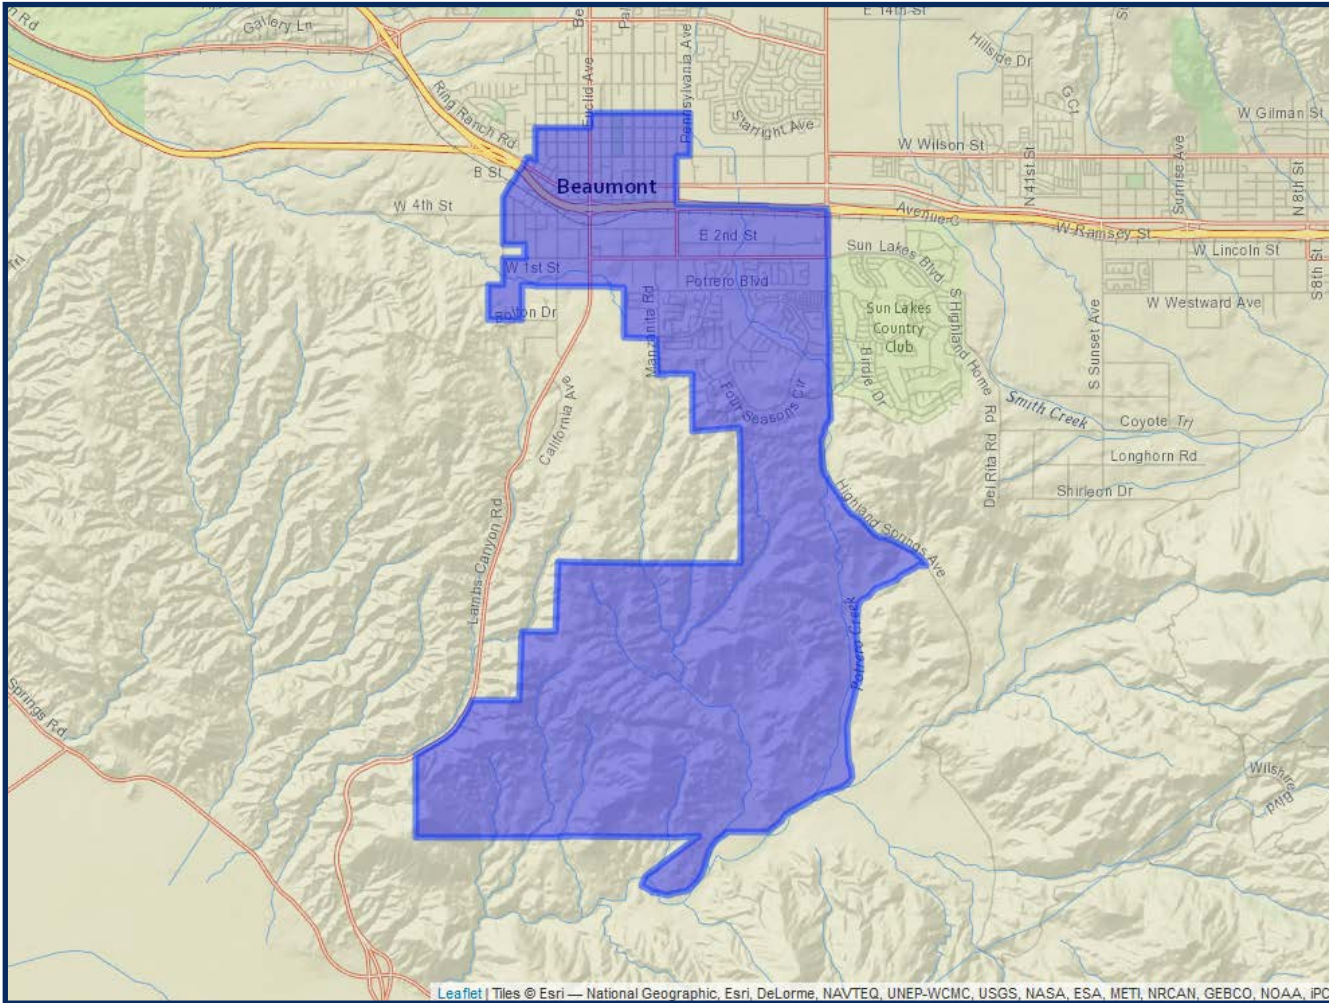 E 14th St
Gallery Ln
Euclid Ave
Pennsylvania Ave
Hillside Dr
Ring Ranch Rd
Starlight Ave
W Gilman St
W Wilson St
N 41st St
Sunrise Ave
N 8th St
B St
Beaumont
W 4th St
Avenue C
W Ramsey St
E 2nd St
Sun Lakes Blvd
W Lincoln St
S 8th St
W 1st St
Potrero Blvd
S Highland Home Rd
W Westward Ave
Sun Lakes
Country
Club
Manzanita Rd
S Sunset Ave
Birdie Dr
Four Seasons Cir
Smith Creek
Coyote Trl
California Ave
Del Rita Rd
Longhorn Rd
Shirleon Dr
Lambs Canyon Rd
Highland Springs Ave
Potrero Creek
Springs Rd
Wilshire Blvd
Leaflet | Tiles © Esri — National Geographic, Esri, DeLorme, NAVTEQ, UNEP-WCMC, USGS, NASA, ESA, METI, NRCAN, GEBCO, NOAA, iPC